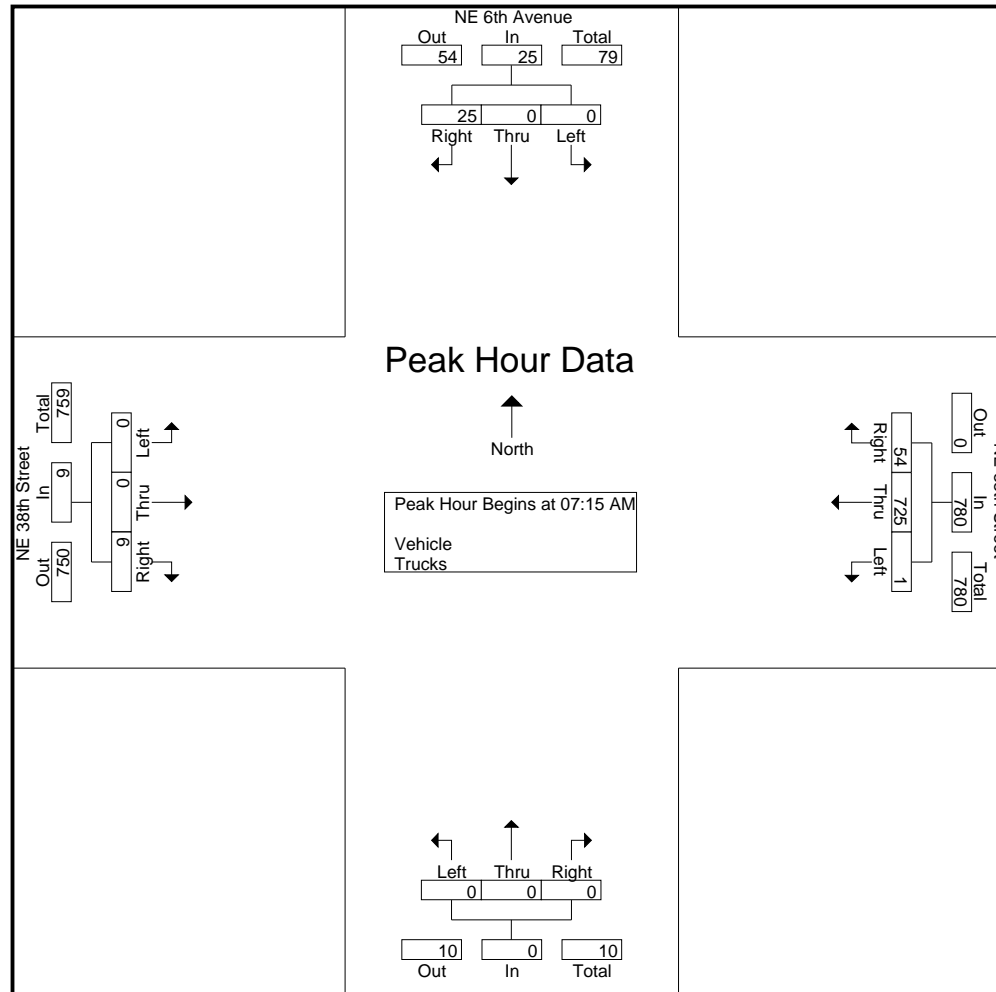 NE 6th Avenue
Out In Total
54 25 79
25 0 0
Right Thru Left
Peak Hour Data
North
Peak Hour Begins at 07:15 AM
Vehicle
Trucks
NE 38th Street
Out In Total
750 9 759
Left Thru Right
0 0 9
Out In Total
0 780 780
Right Thru Left
54 725 1
Left Thru Right
0 0 0
10 0 10
Out In Total